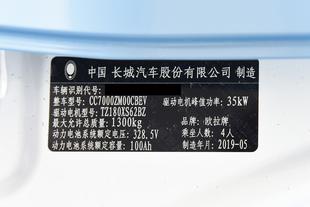 中国 长城汽车股份有限公司 制造
车辆识别代号:
整车型号: CC7000ZM00CBEV 驱动电机峰值功率: 35kW
驱动电机型号: TZ180XS62BZ
最大允许总质量: 1300kg 品牌: 欧拉牌
动力电池系统额定电压: 328.5V 乘坐人数: 4人
动力电池系统额定容量: 100Ah 制造年月: 2019-05